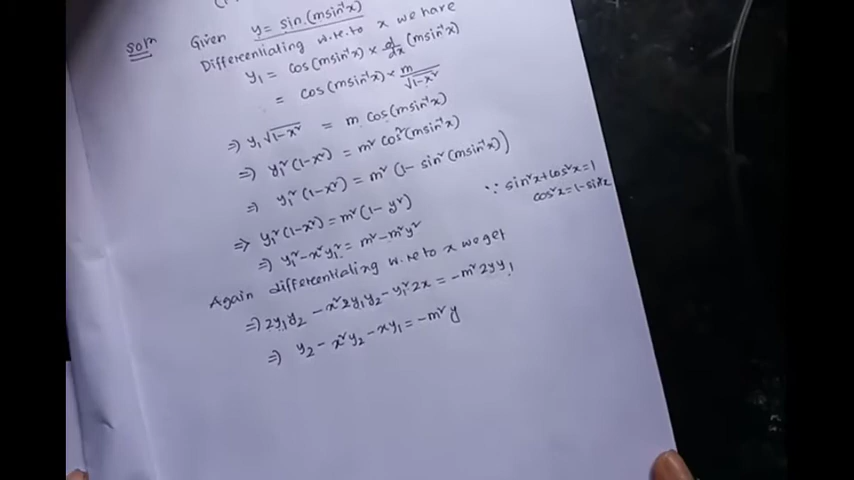 (1-
Soln Given y = sin (msin⁻¹x)
Differentiating w.r.to x we have
y₁ = cos(msin⁻¹x) × d/dx (msin⁻¹x)
= cos(msin⁻¹x) × m/√1-x²
⇒ y₁√1-x² = m cos(msin⁻¹x)
⇒ y₁²(1-x²) = m² cos²(msin⁻¹x)
⇒ y₁²(1-x²) = m²(1- sin²(msin⁻¹x))
∵ sin²x+cos²x=1
cos²x=1-sin²x
⇒ y₁²(1-x²) = m²(1-y²)
⇒ y₁²-x²y₁² = m²-m²y²
Again differentialing w.r.to x we get
⇒ 2y₁y₂ - x²2y₁y₂ - y₁²2x = -m²2yy₁
⇒ y₂ - x²y₂ - xy₁ = -m²y